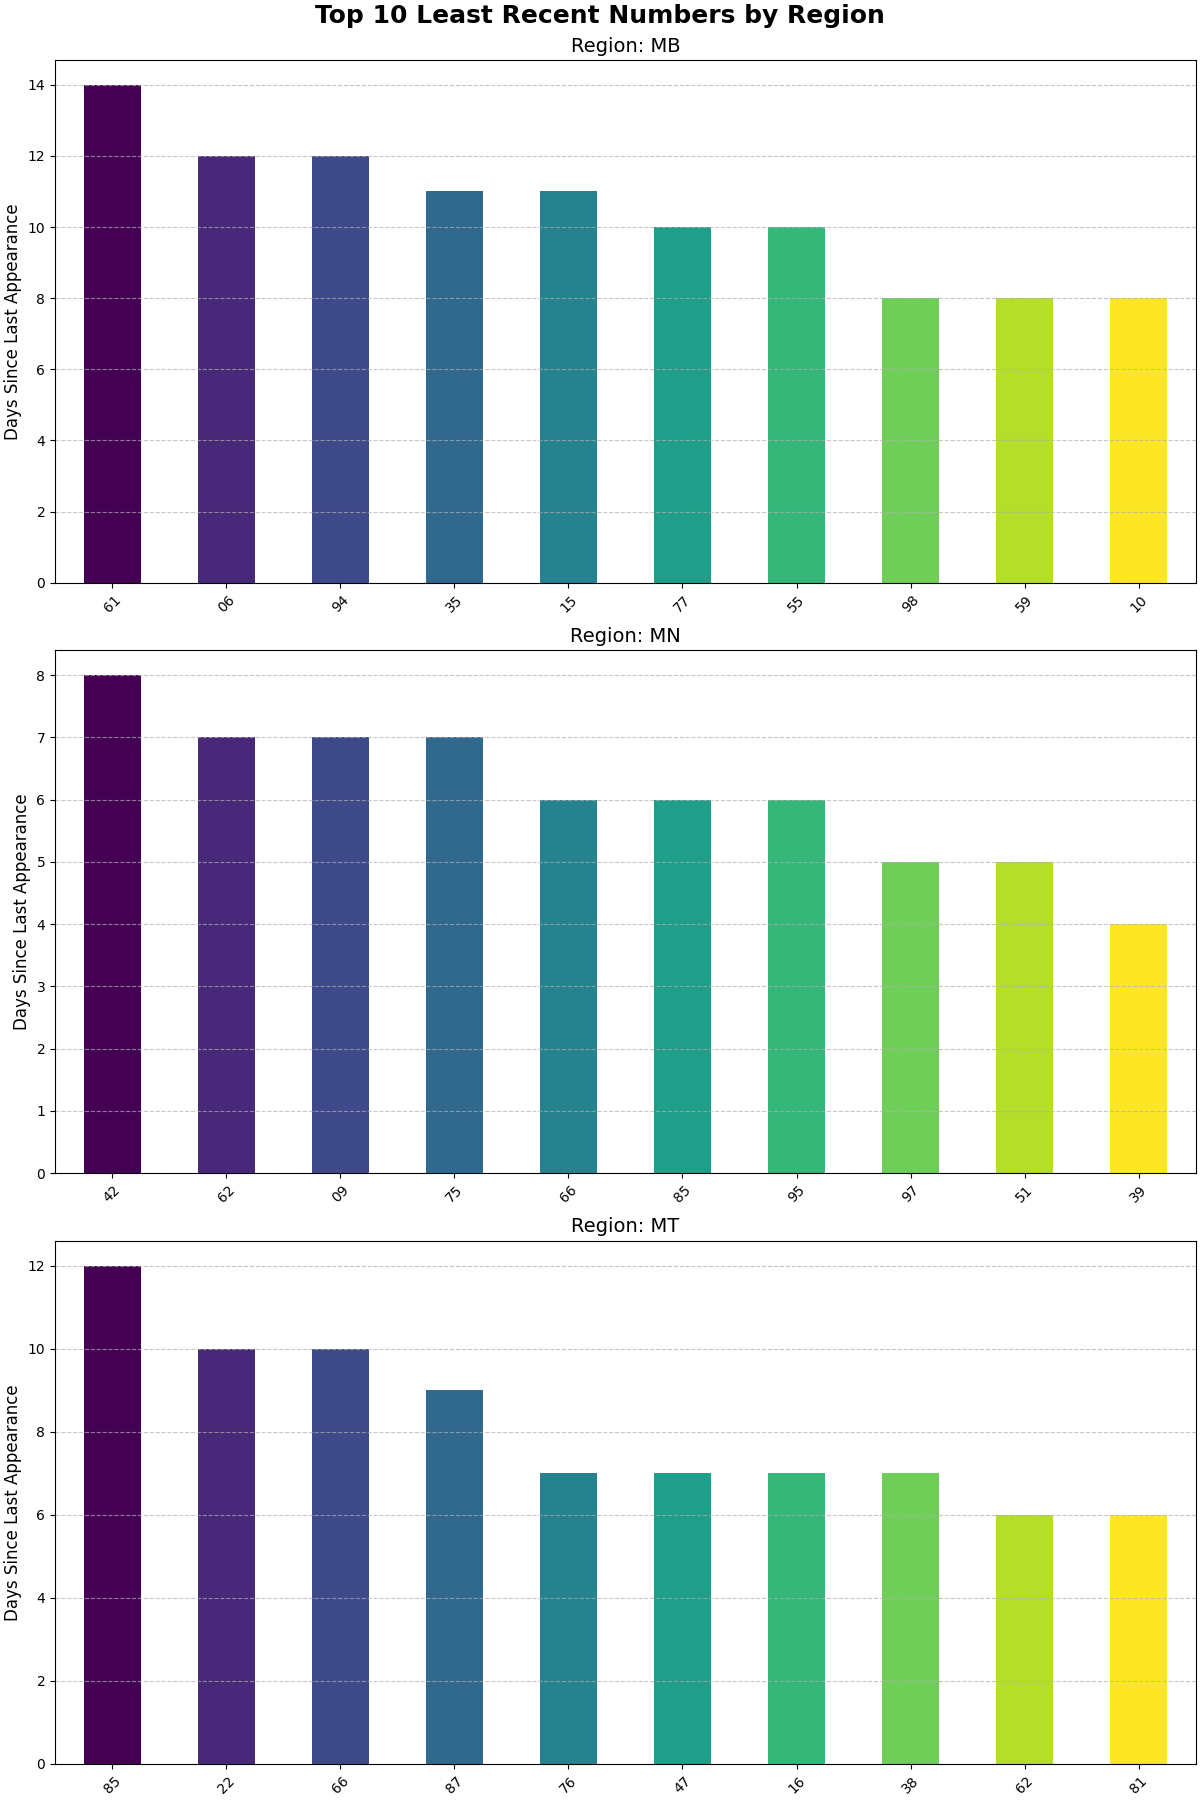 Top 10 Least Recent Numbers by Region
Region: MB
Days Since Last Appearance
14
12
10
8
6
4
2
0
61 06 94 35 15 77 55 98 59 10
Region: MN
Days Since Last Appearance
8
7
6
5
4
3
2
1
0
42 62 09 75 66 85 95 97 51 39
Region: MT
Days Since Last Appearance
12
10
8
6
4
2
0
85 22 66 87 76 47 16 38 62 81